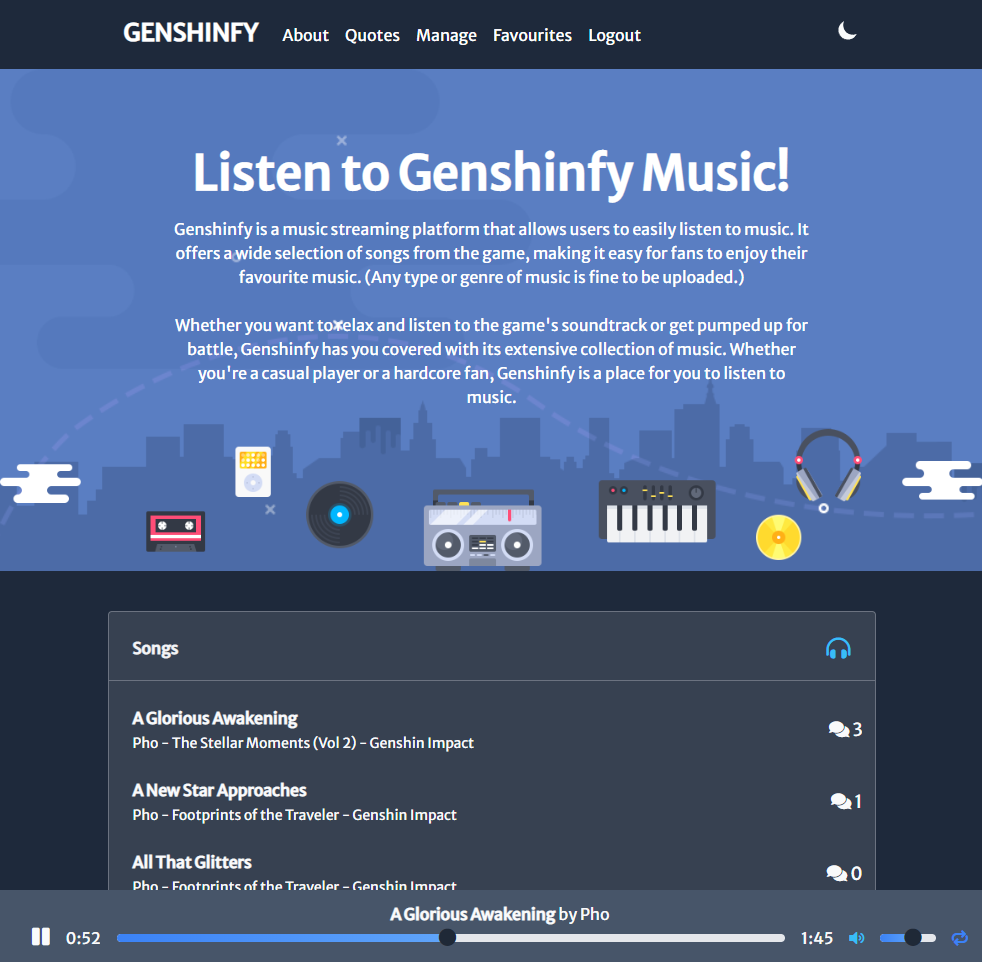 GENSHINFY About Quotes Manage Favourites Logout
Listen to Genshinfy Music!
Genshinfy is a music streaming platform that allows users to easily listen to music. It
offers a wide selection of songs from the game, making it easy for fans to enjoy their
favourite music. (Any type or genre of music is fine to be uploaded.)
Whether you want to relax and listen to the game's soundtrack or get pumped up for
battle, Genshinfy has you covered with its extensive collection of music. Whether
you're a casual player or a hardcore fan, Genshinfy is a place for you to listen to
music.
Songs
A Glorious Awakening
Pho - The Stellar Moments (Vol 2) - Genshin Impact
3
A New Star Approaches
Pho - Footprints of the Traveler - Genshin Impact
1
All That Glitters
Pho - Footprints of the Traveler - Genshin Impact
0
A Glorious Awakening by Pho
0:52 1:45